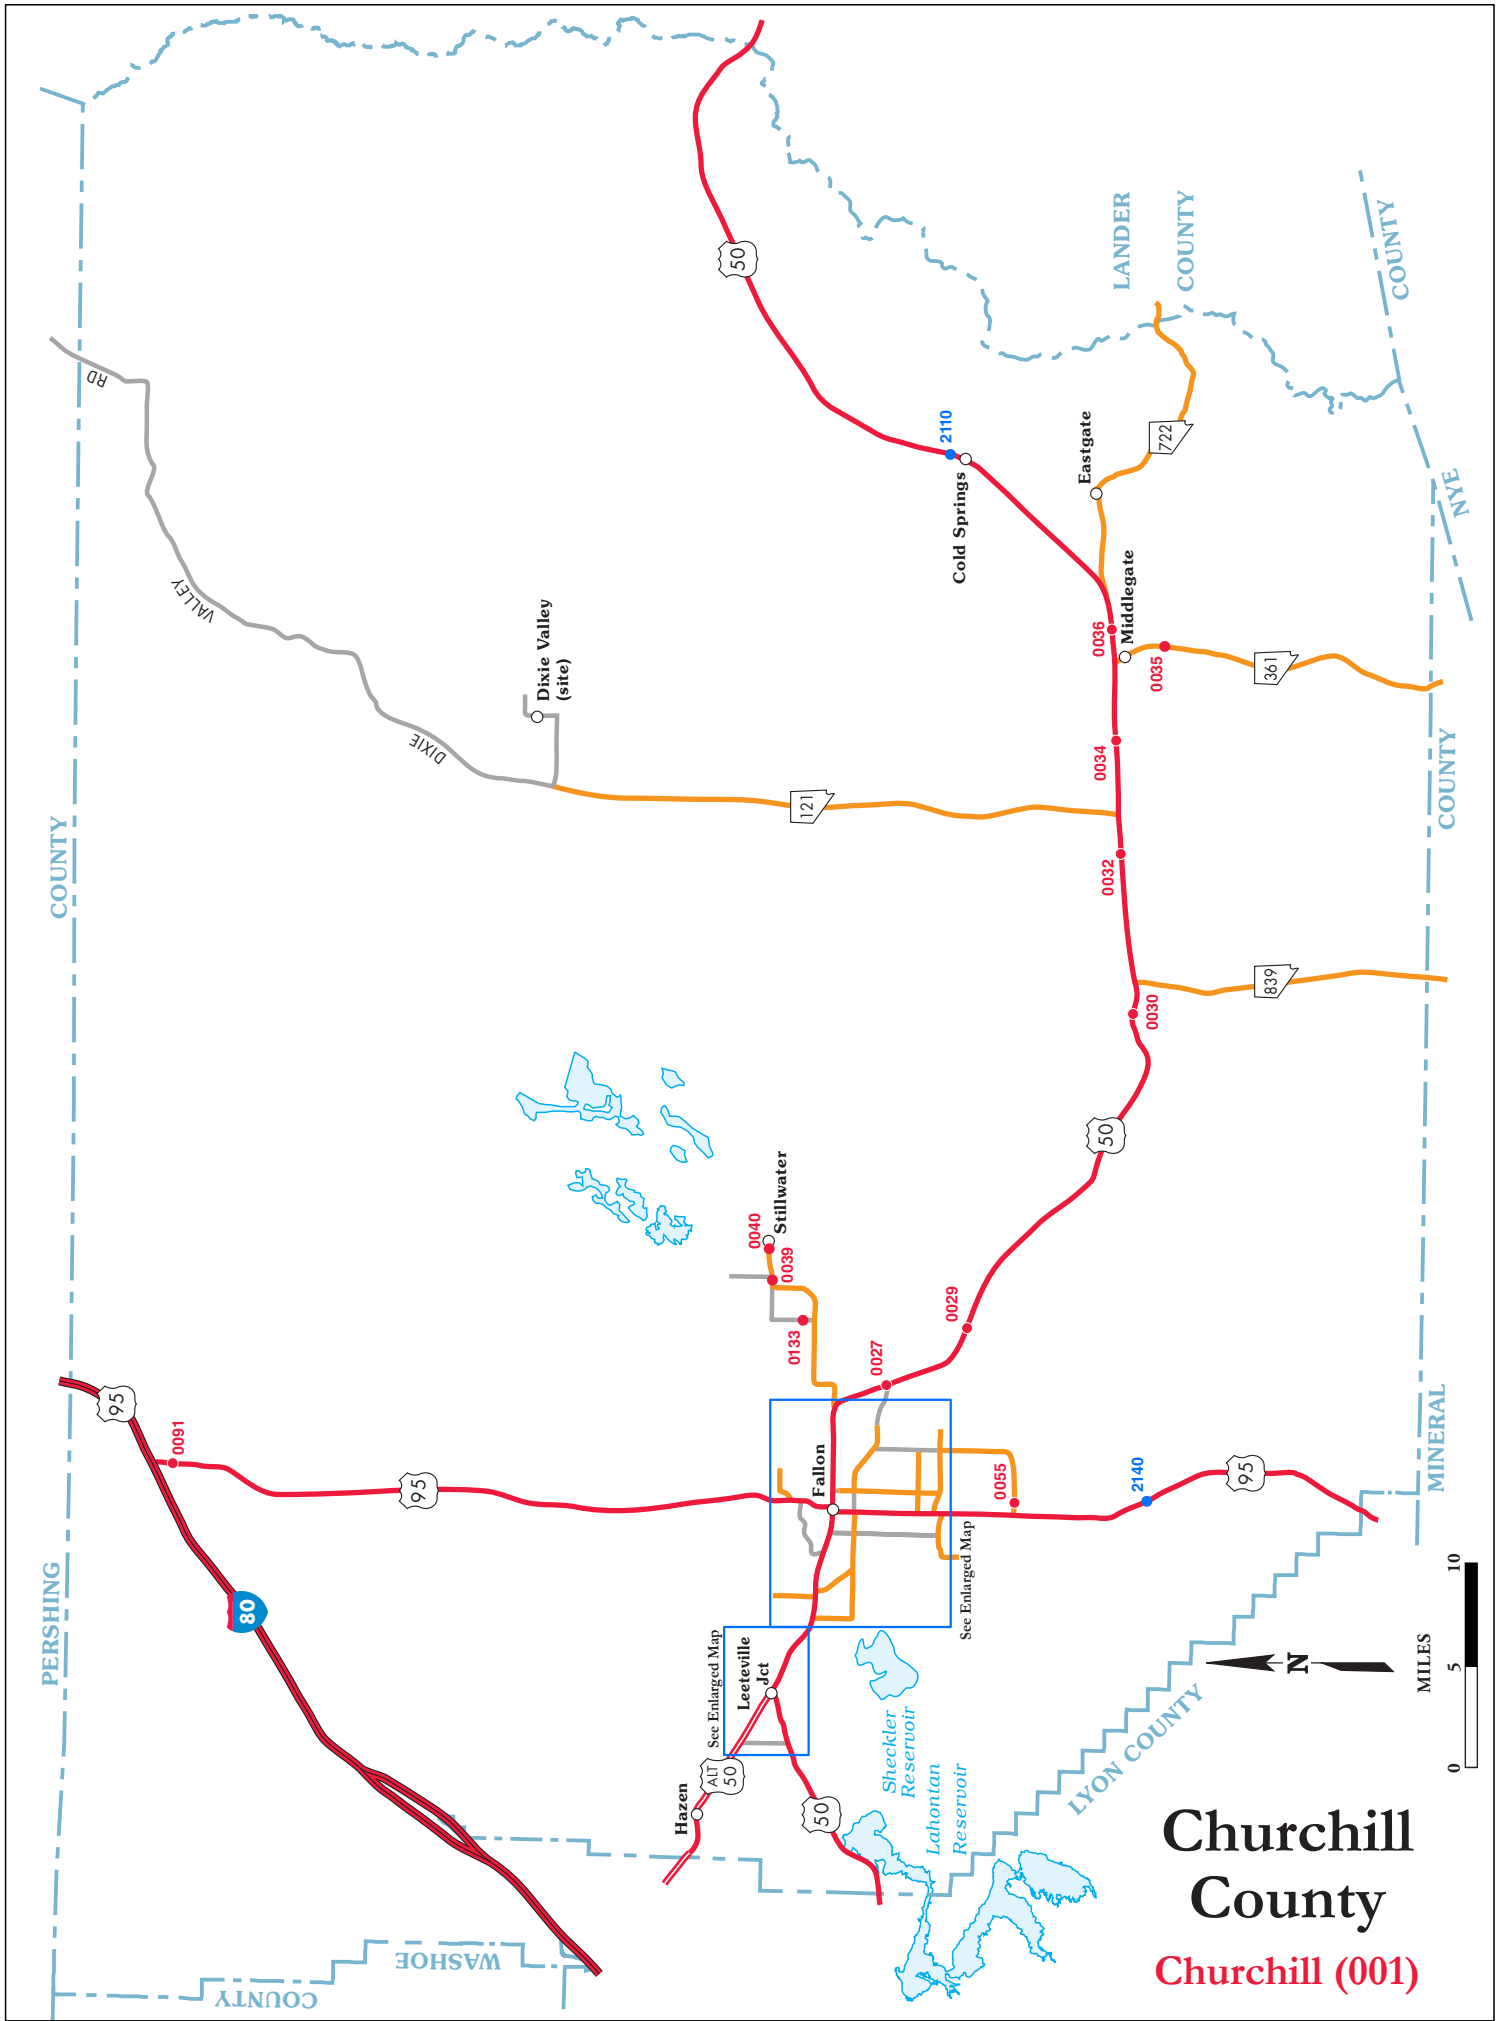 PERSHING
COUNTY
RD
VALLEY
DIXIE
Dixie Valley
(site)
121
50
LANDER
COUNTY
COUNTY
NYE
722
Eastgate
2110
Cold Springs
Middlegate
0036
0035
361
0034
0032
839
0030
COUNTY
50
Stillwater
0040
0039
0133
0029
0027
95
0091
95
80
Fallon
0055
2140
95
MINERAL
See Enlarged Map
See Enlarged Map
Leeteville
Jct
Hazen
ALT
50
50
Sheckler
Reservoir
Lahontan
Reservoir
LYON COUNTY
WASHOE
COUNTY
N
MILES
0
5
10
Churchill
County
Churchill (001)